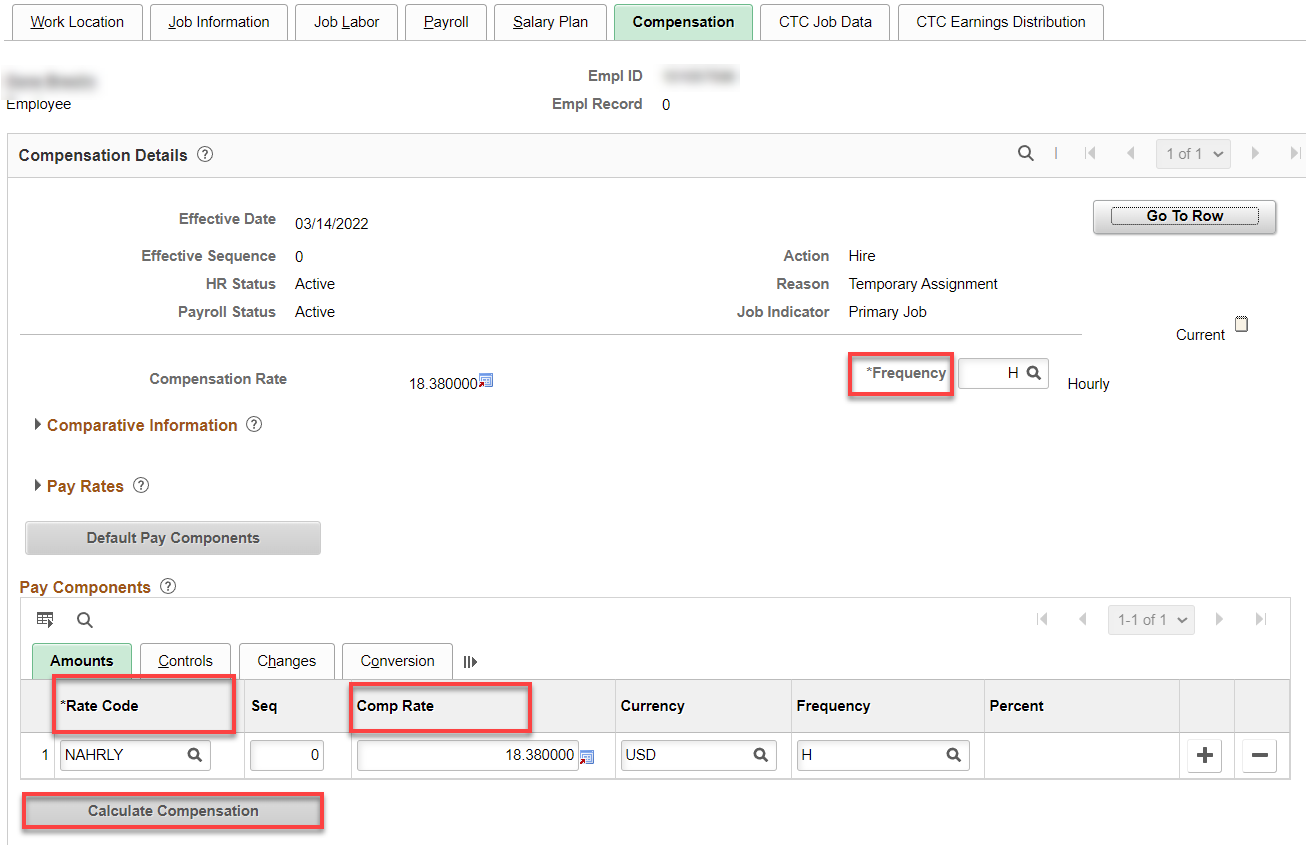 Work Location Job Information Job Labor Payroll Salary Plan Compensation CTC Job Data CTC Earnings Distribution
Empl ID
Employee Empl Record 0
Compensation Details ? 1 of 1
Effective Date 03/14/2022 Go To Row
Effective Sequence 0 Action Hire
HR Status Active Reason Temporary Assignment
Payroll Status Active Job Indicator Primary Job
Current
Compensation Rate 18.380000 *Frequency H Hourly
Comparative Information ?
Pay Rates ?
Default Pay Components
Pay Components ?
1-1 of 1
Amounts Controls Changes Conversion
*Rate Code Seq Comp Rate Currency Frequency Percent
1 NAHRLY 0 18.380000 USD H + −
Calculate Compensation